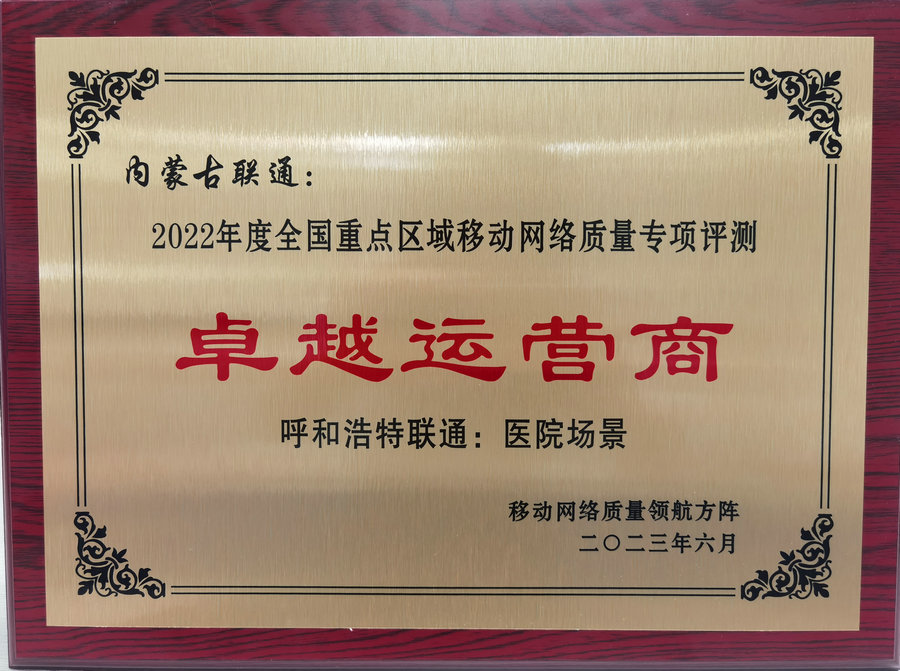 内蒙古联通：
2022年度全国重点区域移动网络质量专项评测
卓越运营商
呼和浩特联通：医院场景
移动网络质量领航方阵
二〇二三年六月